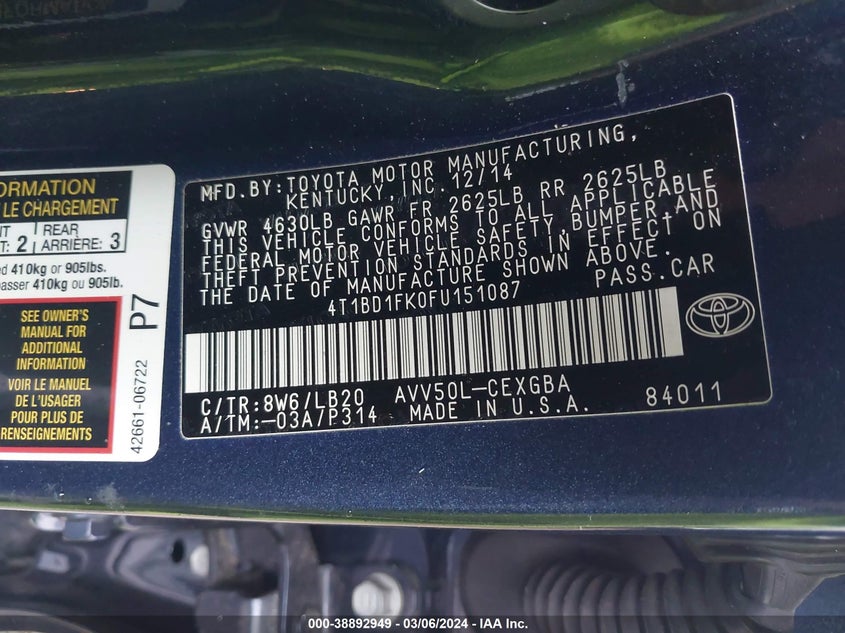 ORMATION
LE CHARGEMENT
NT REAR
T: 2 ARRIÈRE: 3
ed 410kg or 905lbs.
passer 410kg ou 905lb.
SEE OWNER'S
MANUAL FOR
ADDITIONAL
INFORMATION
VOIR LE MANUEL
DE L'USAGER
POUR PLUS DE
RENSEIGNEMENTS
P7
42661-06722
MFD.BY:TOYOTA MOTOR MANUFACTURING,
KENTUCKY,INC.12/14
GVWR 4630LB GAWR FR 2625LB RR 2625LB
THIS VEHICLE CONFORMS TO ALL APPLICABLE
FEDERAL MOTOR VEHICLE SAFETY,BUMPER,AND
THEFT PREVENTION STANDARDS IN EFFECT ON
THE DATE OF MANUFACTURE SHOWN ABOVE.
4T1BD1FK0FU151087 PASS.CAR
C/TR:8W6/LB20 AVV50L-CEXGBA
A/TM:-03A7P314 MADE IN U.S.A. 84011
000-38892949 - 03/06/2024 - IAA Inc.